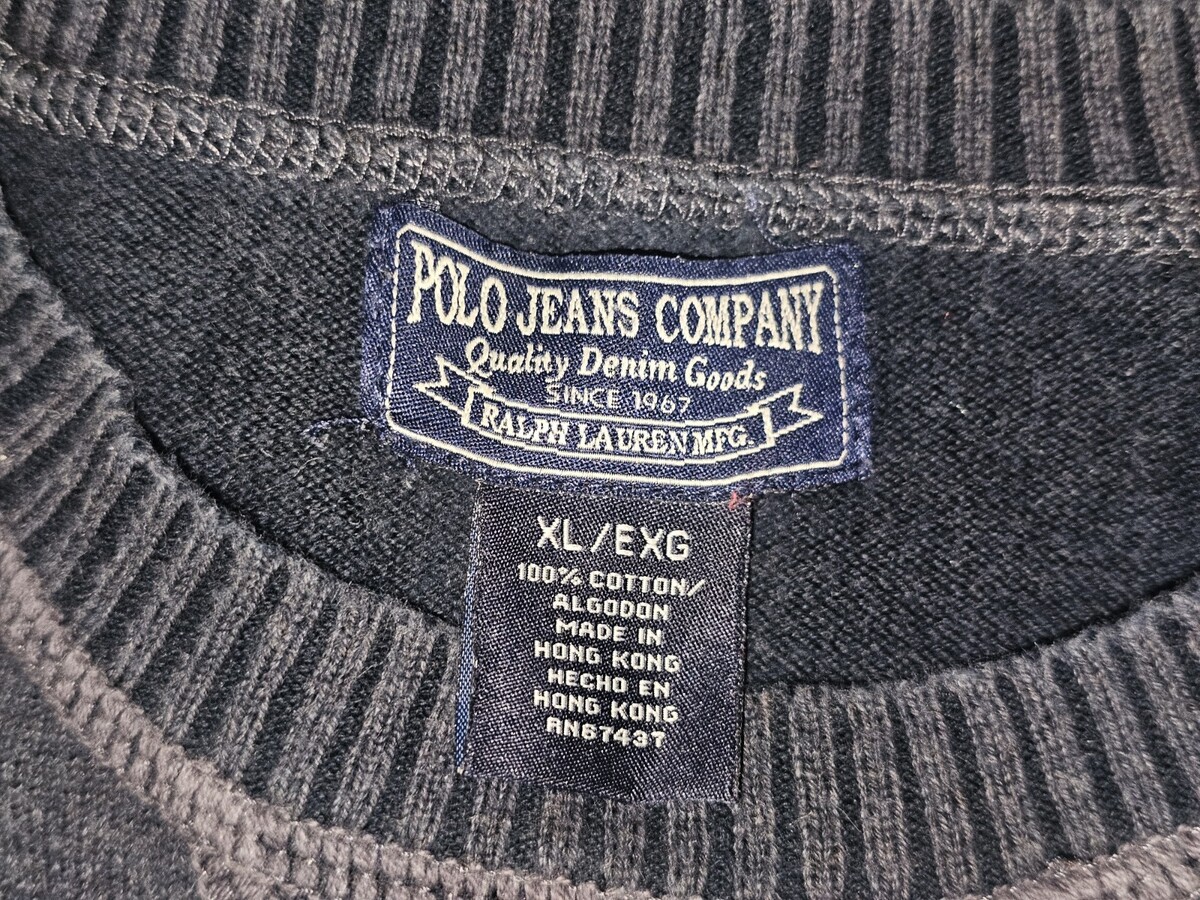 POLO JEANS COMPANY
Quality Denim Goods
SINCE 1967
RALPH LAUREN MFG.
XL/EXG
100% COTTON/
ALGODON
MADE IN
HONG KONG
HECHO EN
HONG KONG
RN67437